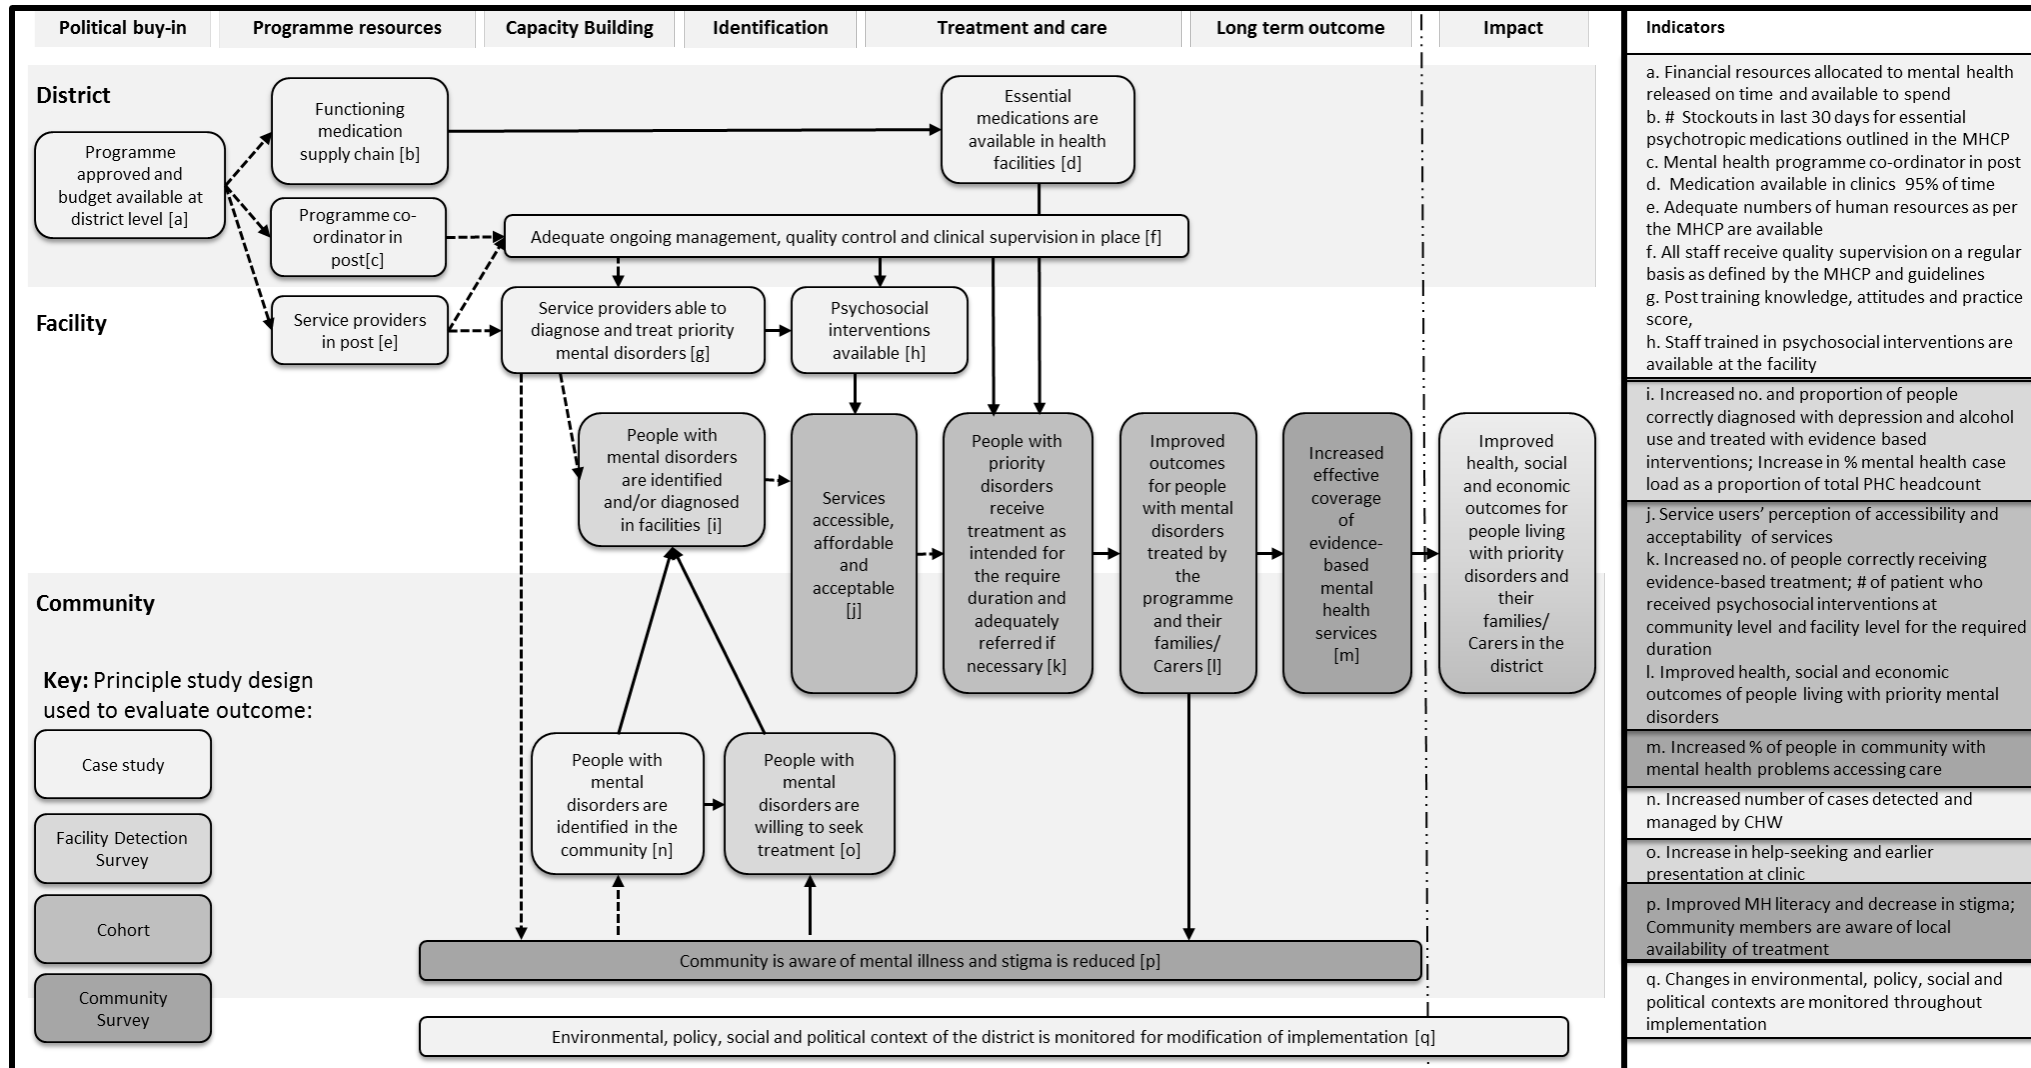 Political buy-in
Programme resources
Capacity Building
Identification
Treatment and care
Long term outcome
Impact
Indicators
District
Programme
approved and
budget available at
district level [a]
Functioning
medication
supply chain [b]
Essential
medications are
available in health
facilities [d]
Programme co-
ordinator in
post[c]
Adequate ongoing management, quality control and clinical supervision in place [f]
Facility
Service providers
in post [e]
Service providers able to
diagnose and treat priority
mental disorders [g]
Psychosocial
interventions
available [h]
People with
mental disorders
are identified
and/or diagnosed
in facilities [i]
Services
accessible,
affordable
and
acceptable
[j]
People with
priority
disorders
receive
treatment as
intended for
the require
duration and
adequately
referred if
necessary [k]
Improved
outcomes
for people
with mental
disorders
treated by
the
programme
and their
families/
Carers [l]
Increased
effective
coverage
of
evidence-
based
mental
health
services
[m]
Improved
health, social
and economic
outcomes for
people living
with priority
disorders and
their
families/
Carers in the
district
Community
Key: Principle study design
used to evaluate outcome:
Case study
Facility Detection
Survey
Cohort
Community
Survey
People with
mental
disorders are
identified in the
community [n]
People with
mental
disorders are
willing to seek
treatment [o]
Community is aware of mental illness and stigma is reduced [p]
Environmental, policy, social and political context of the district is monitored for modification of implementation [q]
a. Financial resources allocated to mental health
released on time and available to spend
b. # Stockouts in last 30 days for essential
psychotropic medications outlined in the MHCP
c. Mental health programme co-ordinator in post
d. Medication available in clinics 95% of time
e. Adequate numbers of human resources as per
the MHCP are available
f. All staff receive quality supervision on a regular
basis as defined by the MHCP and guidelines
g. Post training knowledge, attitudes and practice
score,
h. Staff trained in psychosocial interventions are
available at the facility
i. Increased no. and proportion of people
correctly diagnosed with depression and alcohol
use and treated with evidence based
interventions; Increase in % mental health case
load as a proportion of total PHC headcount
j. Service users' perception of accessibility and
acceptability of services
k. Increased no. of people correctly receiving
evidence-based treatment; # of patient who
received psychosocial interventions at
community level and facility level for the required
duration
l. Improved health, social and economic
outcomes of people living with priority mental
disorders
m. Increased % of people in community with
mental health problems accessing care
n. Increased number of cases detected and
managed by CHW
o. Increase in help-seeking and earlier
presentation at clinic
p. Improved MH literacy and decrease in stigma;
Community members are aware of local
availability of treatment
q. Changes in environmental, policy, social and
political contexts are monitored throughout
implementation